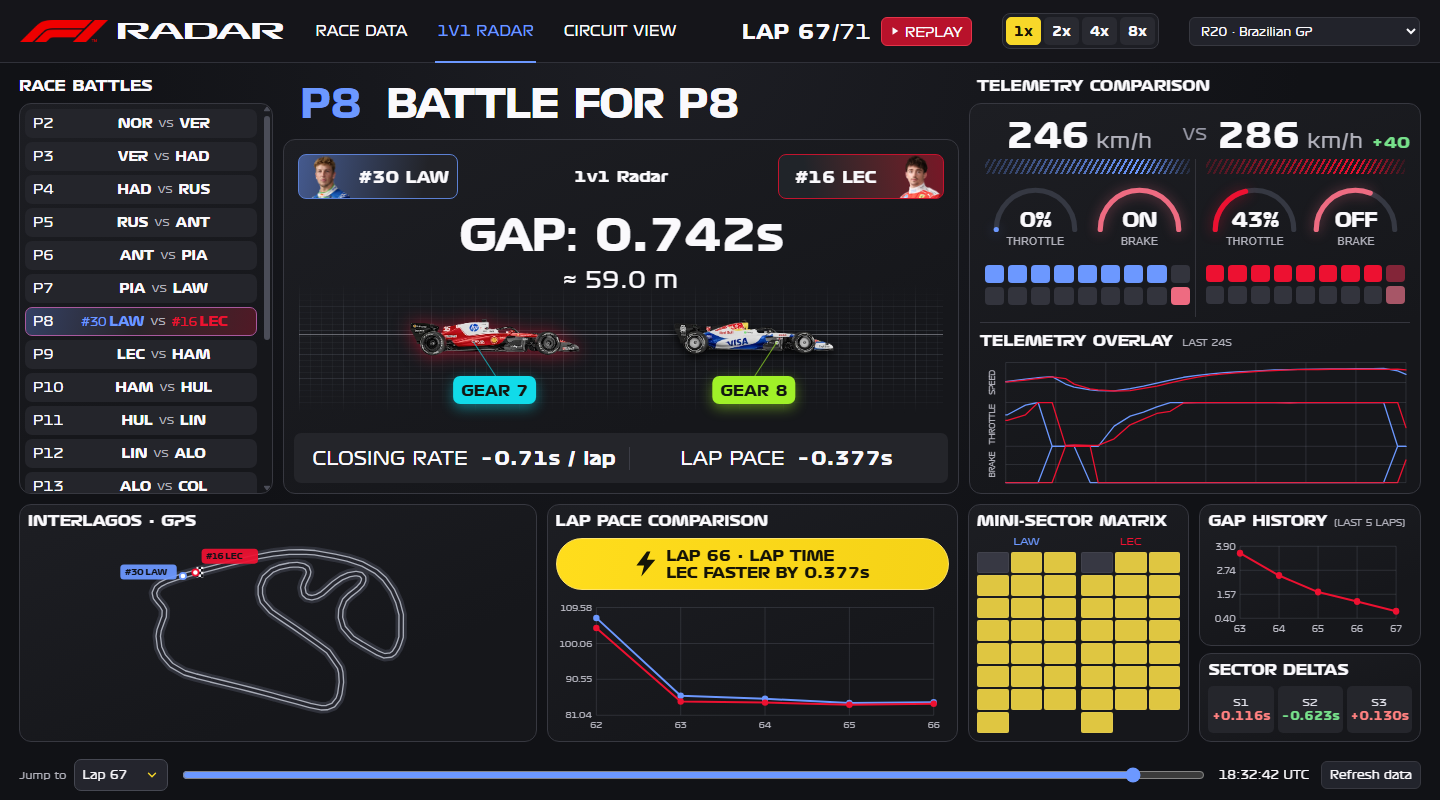 F1 RADAR
RACE DATA
1V1 RADAR
CIRCUIT VIEW
LAP 67/71
REPLAY
1x
2x
4x
8x
R20 · Brazilian GP
RACE BATTLES
P2 NOR VS VER
P3 VER VS HAD
P4 HAD VS RUS
P5 RUS VS ANT
P6 ANT VS PIA
P7 PIA VS LAW
P8 #30 LAW VS #16 LEC
P9 LEC VS HAM
P10 HAM VS HUL
P11 HUL VS LIN
P12 LIN VS ALO
P13 ALO VS COL
P8 BATTLE FOR P8
#30 LAW
1v1 Radar
#16 LEC
GAP: 0.742s
≈ 59.0 m
hp
VISA
GEAR 7
GEAR 8
CLOSING RATE -0.71s / lap
LAP PACE -0.377s
TELEMETRY COMPARISON
246 km/h VS 286 km/h +40
0%
THROTTLE
ON
BRAKE
43%
THROTTLE
OFF
BRAKE
TELEMETRY OVERLAY LAST 24S
SPEED
THROTTLE
BRAKE
INTERLAGOS · GPS
#16 LEC
#30 LAW
LAP PACE COMPARISON
LAP 66 · LAP TIME
LEC FASTER BY 0.377s
109.58
100.06
90.55
81.04
62 63 64 65 66
MINI-SECTOR MATRIX
LAW LEC
GAP HISTORY (LAST 5 LAPS)
3.90
2.74
1.57
0.40
63 64 65 66 67
SECTOR DELTAS
S1 S2 S3
+0.116s -0.623s +0.130s
Jump to
Lap 67
18:32:42 UTC
Refresh data